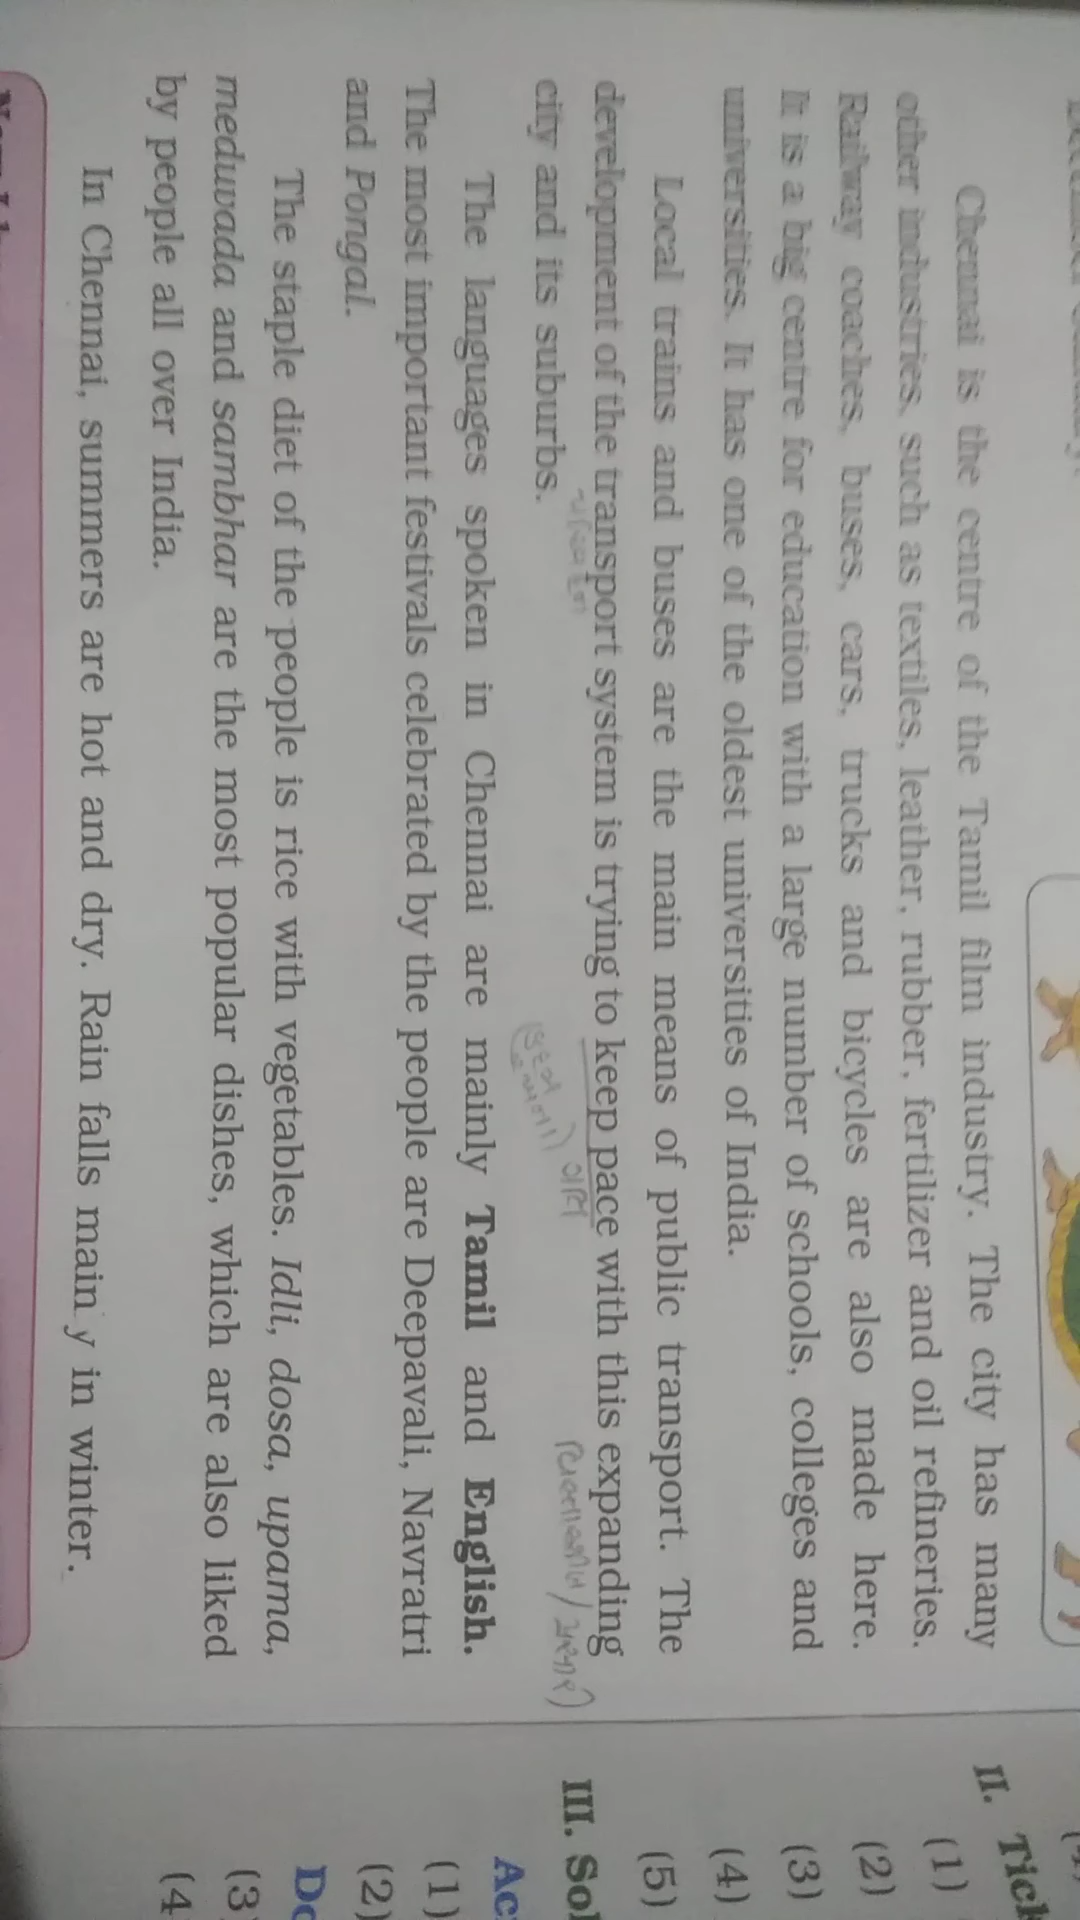 Chennai is the centre of the Tamil film industry. The city has many
other industries, such as textiles, leather, rubber, fertilizer and oil refineries.
Railway coaches, buses, cars, trucks and bicycles are also made here.
It is a big centre for education with a large number of schools, colleges and
universities. It has one of the oldest universities of India.
Local trains and buses are the main means of public transport. The
development of the transport system is trying to keep pace with this expanding
city and its suburbs.
The languages spoken in Chennai are mainly Tamil and English.
The most important festivals celebrated by the people are Deepavali, Navratri
and Pongal.
The staple diet of the people is rice with vegetables. Idli, dosa, upama,
meduvada and sambhar are the most popular dishes, which are also liked
by people all over India.
In Chennai, summers are hot and dry. Rain falls main y in winter.
II. Tick
(1)
(2)
(3)
(4)
(5)
III. Sol
Ac
(1)
(2)
Do
(3)
(4